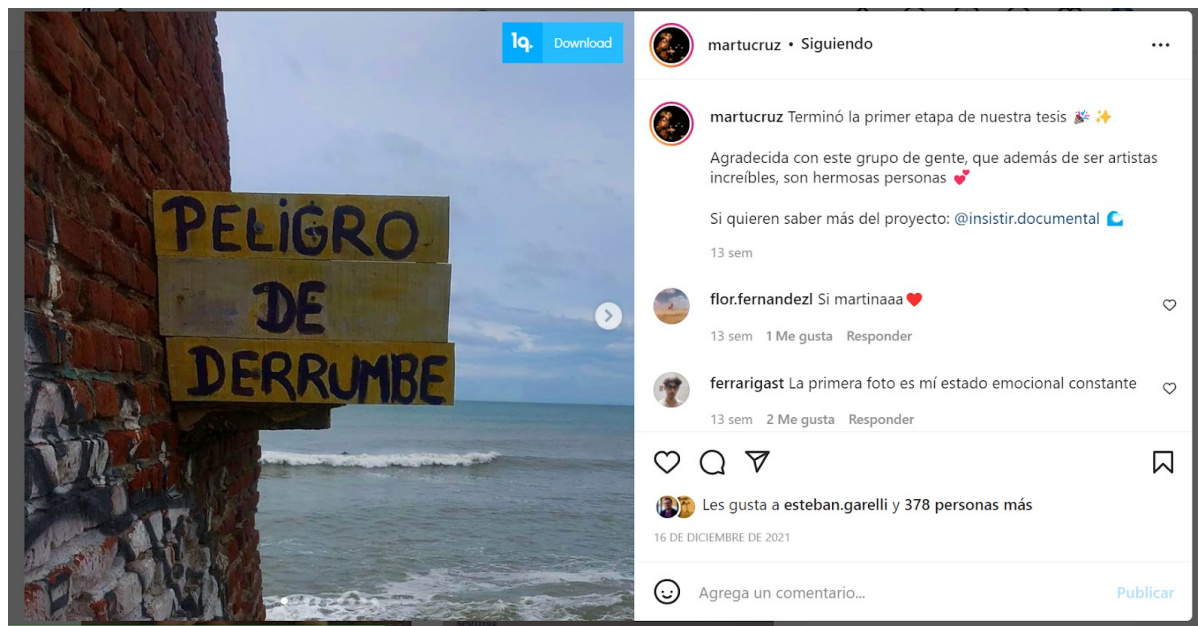 1q.
Download
PELiGRO
DE
DERRUMBE
martucruz • Siguiendo
martucruz Terminó la primer etapa de nuestra tesis 🎉 ✨
Agradecida con este grupo de gente, que además de ser artistas
increíbles, son hermosas personas 💕
Si quieren saber más del proyecto: @insistir.documental 🌊
13 sem
flor.fernandezl Si martinaaa❤️
13 sem 1 Me gusta Responder
ferrarigast La primera foto es mí estado emocional constante
13 sem 2 Me gusta Responder
Les gusta a esteban.garelli y 378 personas más
16 DE DICIEMBRE DE 2021
Agrega un comentario...
Publicar